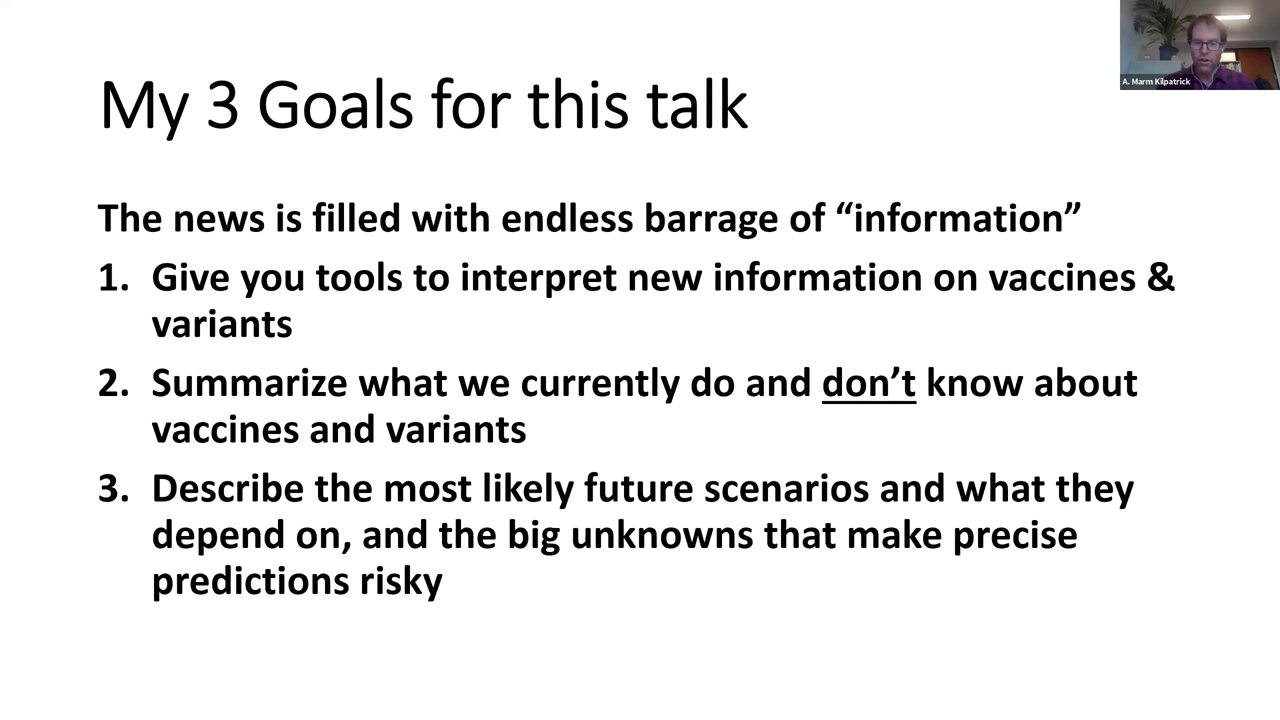 A. Marm Kilpatrick
My 3 Goals for this talk
The news is filled with endless barrage of “information”
1. Give you tools to interpret new information on vaccines &
variants
2. Summarize what we currently do and don’t know about
vaccines and variants
3. Describe the most likely future scenarios and what they
depend on, and the big unknowns that make precise
predictions risky